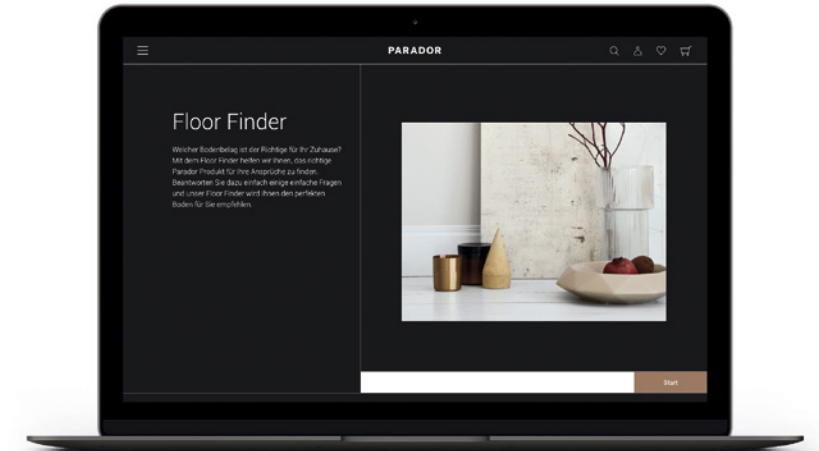 PARADOR
Floor Finder
Welcher Bodenbelag ist der Richtige für Ihr Zuhause?
Mit dem Floor Finder helfen wir Ihnen, das richtige
Parador Produkt für Ihre Ansprüche zu finden.
Beantworten Sie dazu einfach einige einfache Fragen
und unser Floor Finder wird Ihnen den perfekten
Boden für Sie empfehlen.
Start